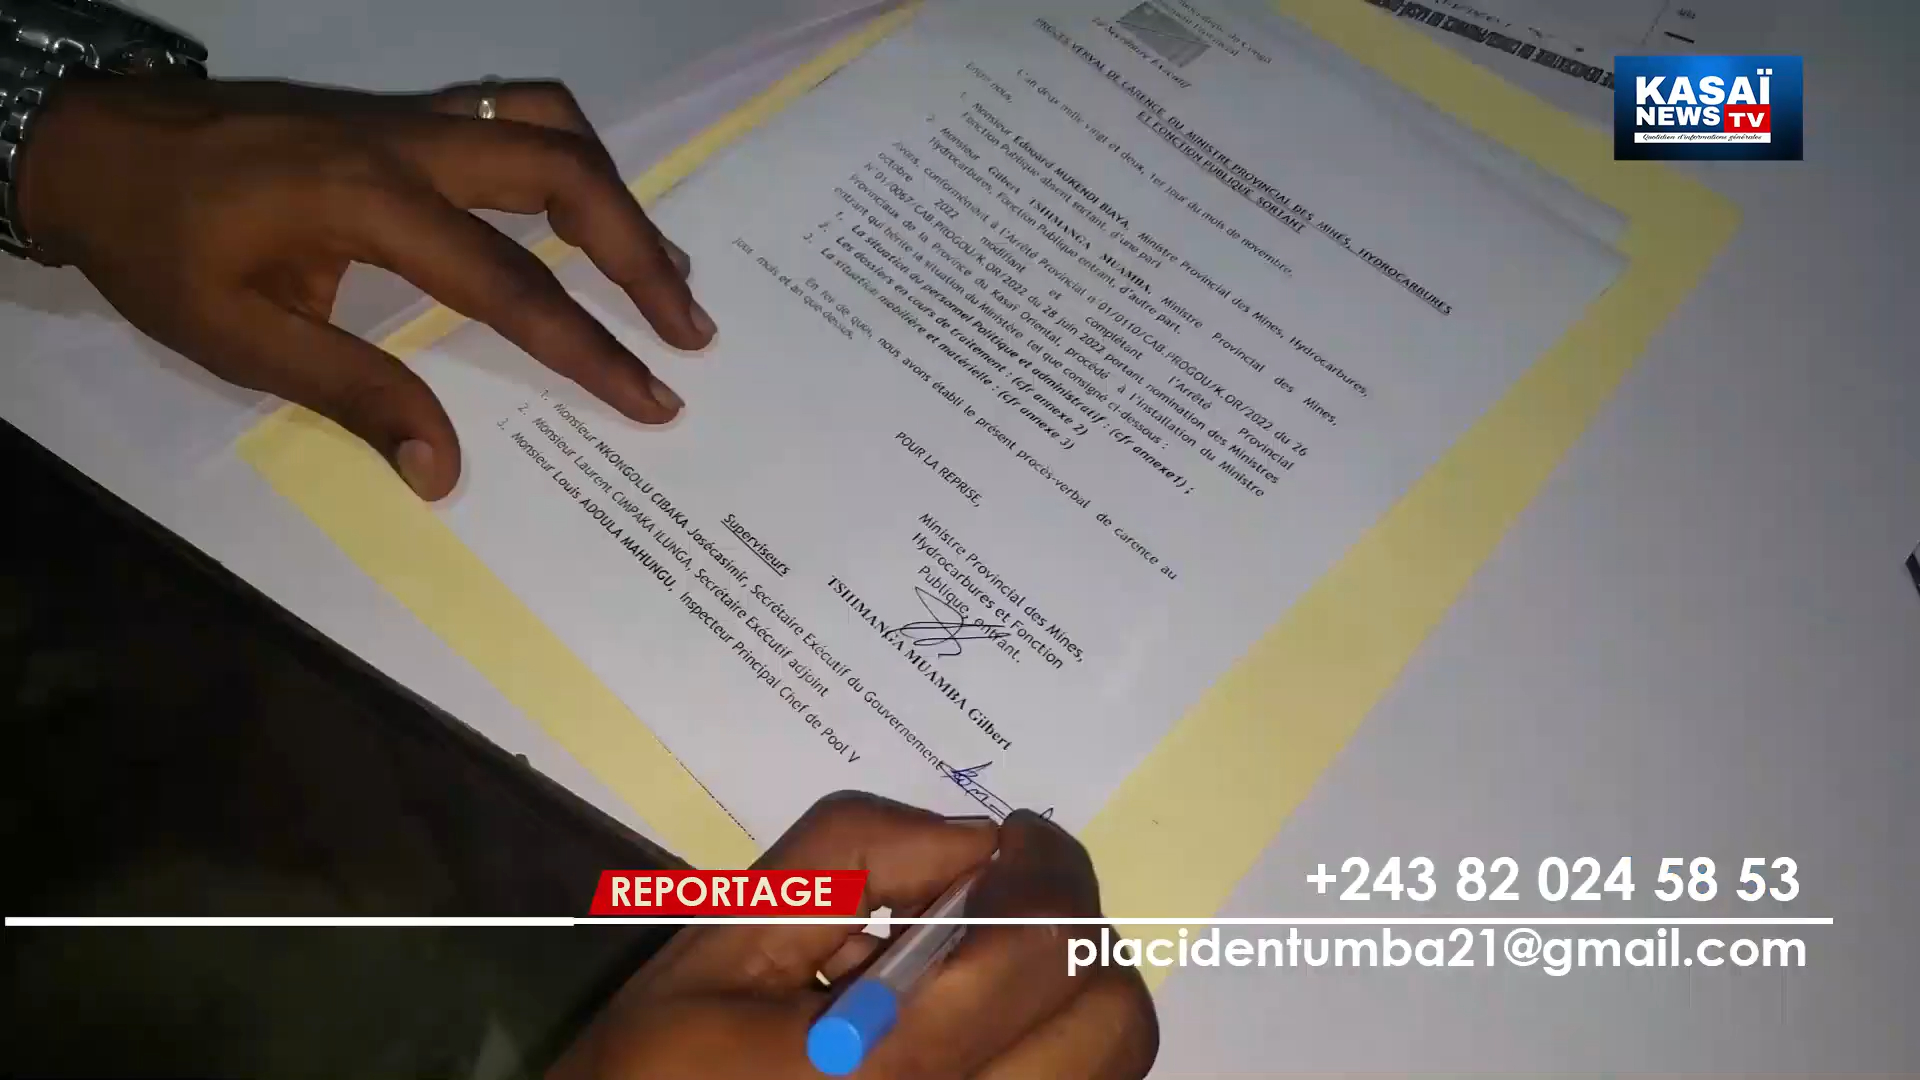 KASAÏ
NEWS TV
Quotidien d'informations générales
Le Secrétaire Exécutif
PROCES VERVAL DE CARENCE DU MINISTRE PROVINCIAL DES MINES, HYDROCARBURES
ET FONCTION PUBLIQUE SORTANT
L'an deux mille vingt et deux, 1er jour du mois de novembre,
Entre nous,
1. Monsieur Edouard MUKENDI BIAYA, Ministre Provincial des Mines, Hydrocarbures,
Fonction Publique absent sortant, d'une part
2. Monsieur Gilbert TSHIMANGA MUAMBA, Ministre Provincial des Mines,
Hydrocarbures, Fonction Publique entrant, d'autre part.
Avons, conformément à l'Arrêté Provincial n°01/0110/CAB.PROGOU/K.OR/2022 du 26
octobre 2022 modifiant et complétant l'Arrêté Provincial
N°01/0067/CAB.PROGOU/K.OR/2022 du 28 juin 2022 portant nomination des Ministres
Provinciaux de la Province du Kasaï Oriental, procédé à l'Installation du Ministre
entrant qui hérite la situation du Ministère tel que consigné ci-dessous :
1. La situation du personnel Politique et administratif : (cfr annexe1) ;
2. Les dossiers en cours de traitement : (cfr annexe 2)
3. La situation mobilière et matérielle : (cfr annexe 3)
En foi de quoi, nous avons établi le présent procès-verbal de carence au
jour, mois et an que dessus.
POUR LA REPRISE,
Ministre Provincial des Mines,
Hydrocarbures et Fonction
Publique entrant.
TSHIMANGA MUAMBA Gilbert
Superviseurs
1. Monsieur NKONGOLU CIBAKA Josécasimir, Secrétaire Exécutif du Gouvernement
2. Monsieur Laurent CIMPAKA ILUNGA, Secrétaire Exécutif adjoint
3. Monsieur Louis ADOULA MAHUNGU, Inspecteur Principal Chef de Pool V
REPORTAGE
+243 82 024 58 53
placidentumba21@gmail.com